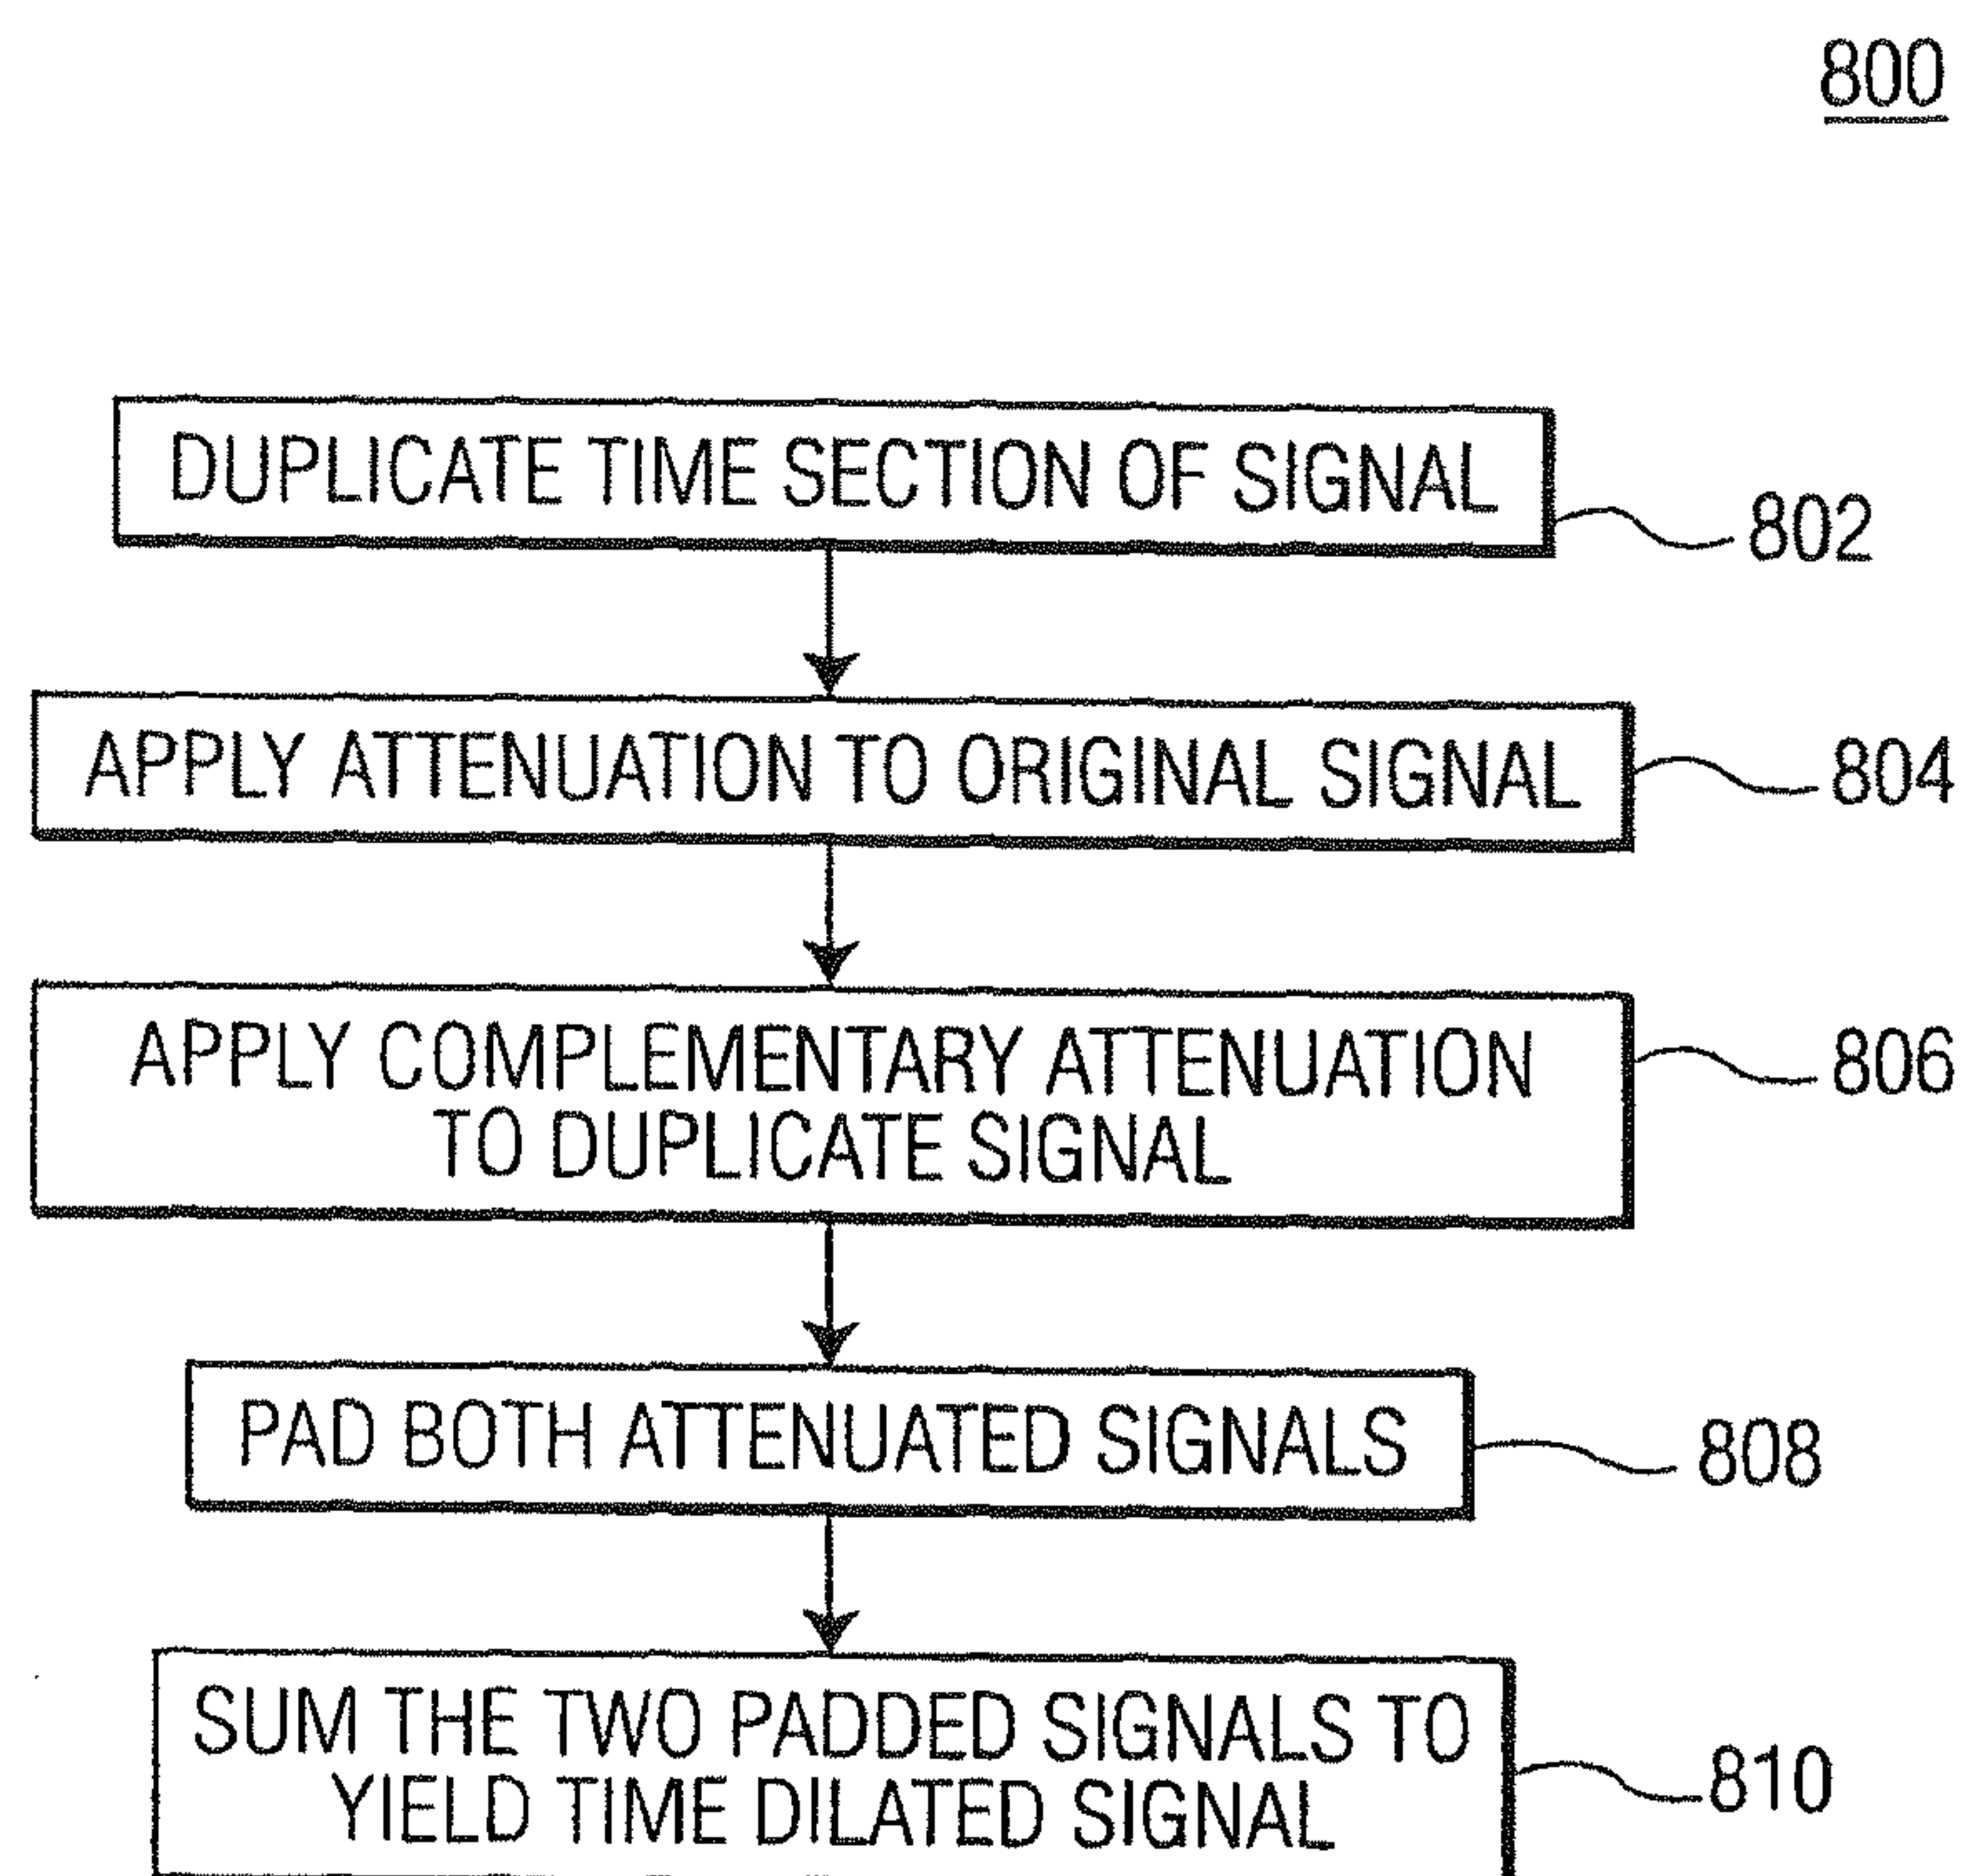 800
DUPLICATE TIME SECTION OF SIGNAL
802
APPLY ATTENUATION TO ORIGINAL SIGNAL
804
APPLY COMPLEMENTARY ATTENUATION
TO DUPLICATE SIGNAL
806
PAD BOTH ATTENUATED SIGNALS
808
SUM THE TWO PADDED SIGNALS TO
YIELD TIME DILATED SIGNAL
810